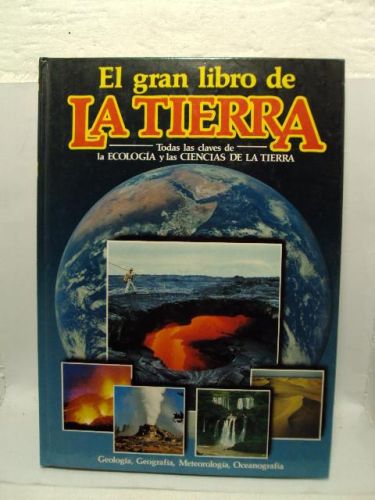 El gran libro de
LA TIERRA
Todas las claves de
la ECOLOGÍA y las CIENCIAS DE LA TIERRA
Geología, Geografía, Meteorología, Oceanografía